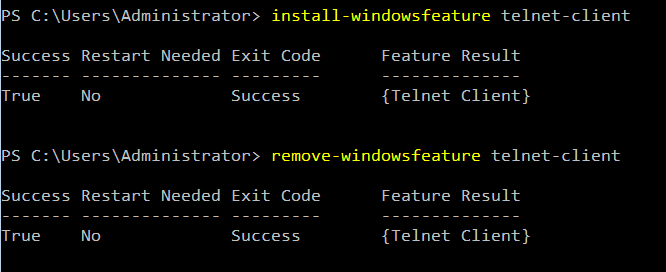 PS C:\Users\Administrator> install-windowsfeature telnet-client
Success Restart Needed Exit Code      Feature Result
------- -------------- ---------      --------------
True    No             Success        {Telnet Client}
PS C:\Users\Administrator> remove-windowsfeature telnet-client
Success Restart Needed Exit Code      Feature Result
------- -------------- ---------      --------------
True    No             Success        {Telnet Client}